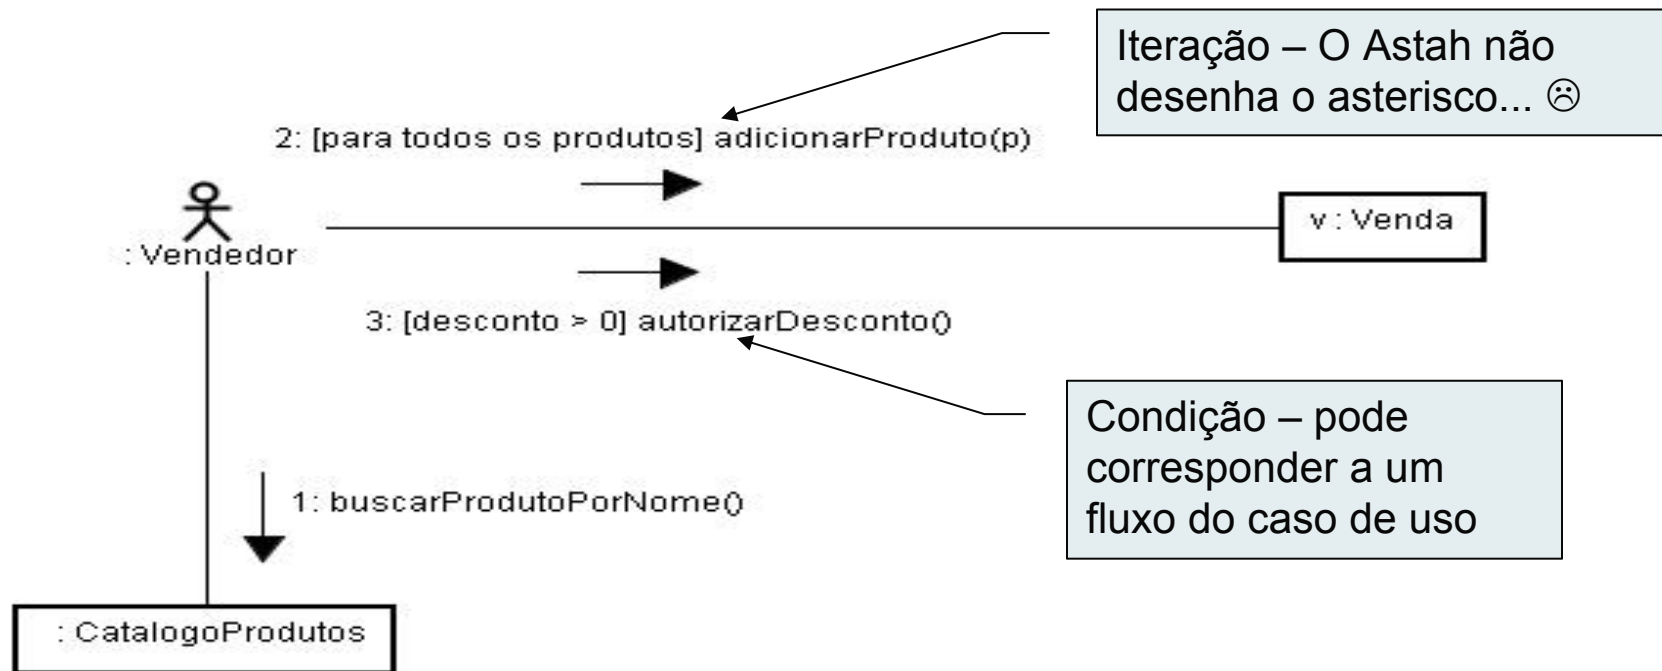 Iteração – O Astah não
desenha o asterisco... ☹
2: [para todos os produtos] adicionarProduto(p)
v : Venda
: Vendedor
3: [desconto > 0] autorizarDesconto()
Condição – pode
corresponder a um
fluxo do caso de uso
1: buscarProdutoPorNome()
: CatalogoProdutos